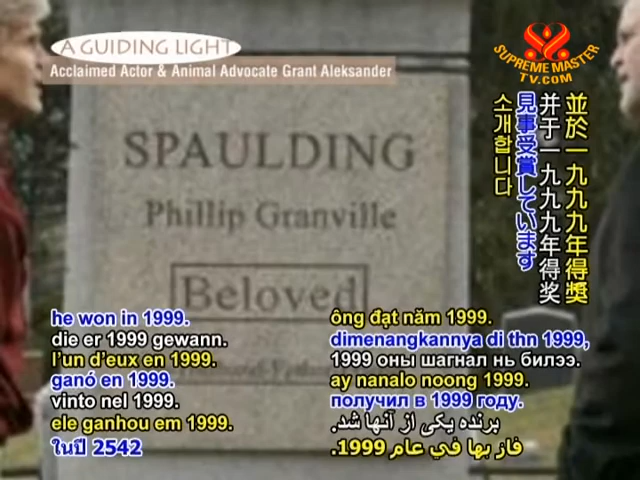 A GUIDING LIGHT
Acclaimed Actor & Animal Advocate Grant Aleksander
SUPREME MASTER
TV.COM
並於一九九九年得獎
并于一九九九年得奖
見事受賞しています
소개합니다
SPAULDING
Phillip Granville
Beloved
he won in 1999.
die er 1999 gewann.
l'un d'eux en 1999.
ganó en 1999.
vinto nel 1999.
ele ganhou em 1999.
ในปี 2542
ông đạt năm 1999.
dimenangkannya di thn 1999,
1999 оны шагнал нь билээ.
ay nanalo noong 1999.
получил в 1999 году.
برنده یکی از آنها شد.
فاز بها في عام 1999.